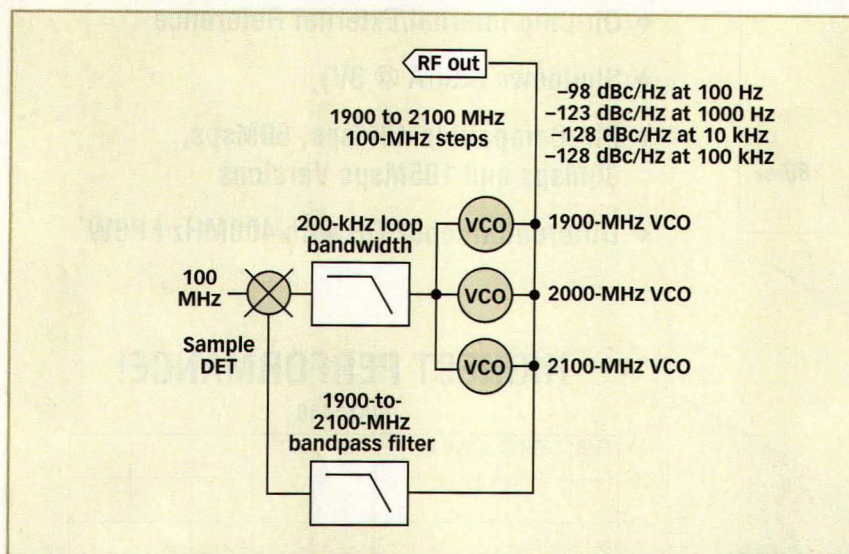 RF out
–98 dBc/Hz at 100 Hz
–123 dBc/Hz at 1000 Hz
–128 dBc/Hz at 10 kHz
–128 dBc/Hz at 100 kHz
1900 to 2100 MHz
100-MHz steps
200-kHz loop
bandwidth
VCO
1900-MHz VCO
100
MHz
VCO
2000-MHz VCO
Sample
DET
VCO
2100-MHz VCO
1900-to-
2100-MHz
bandpass filter